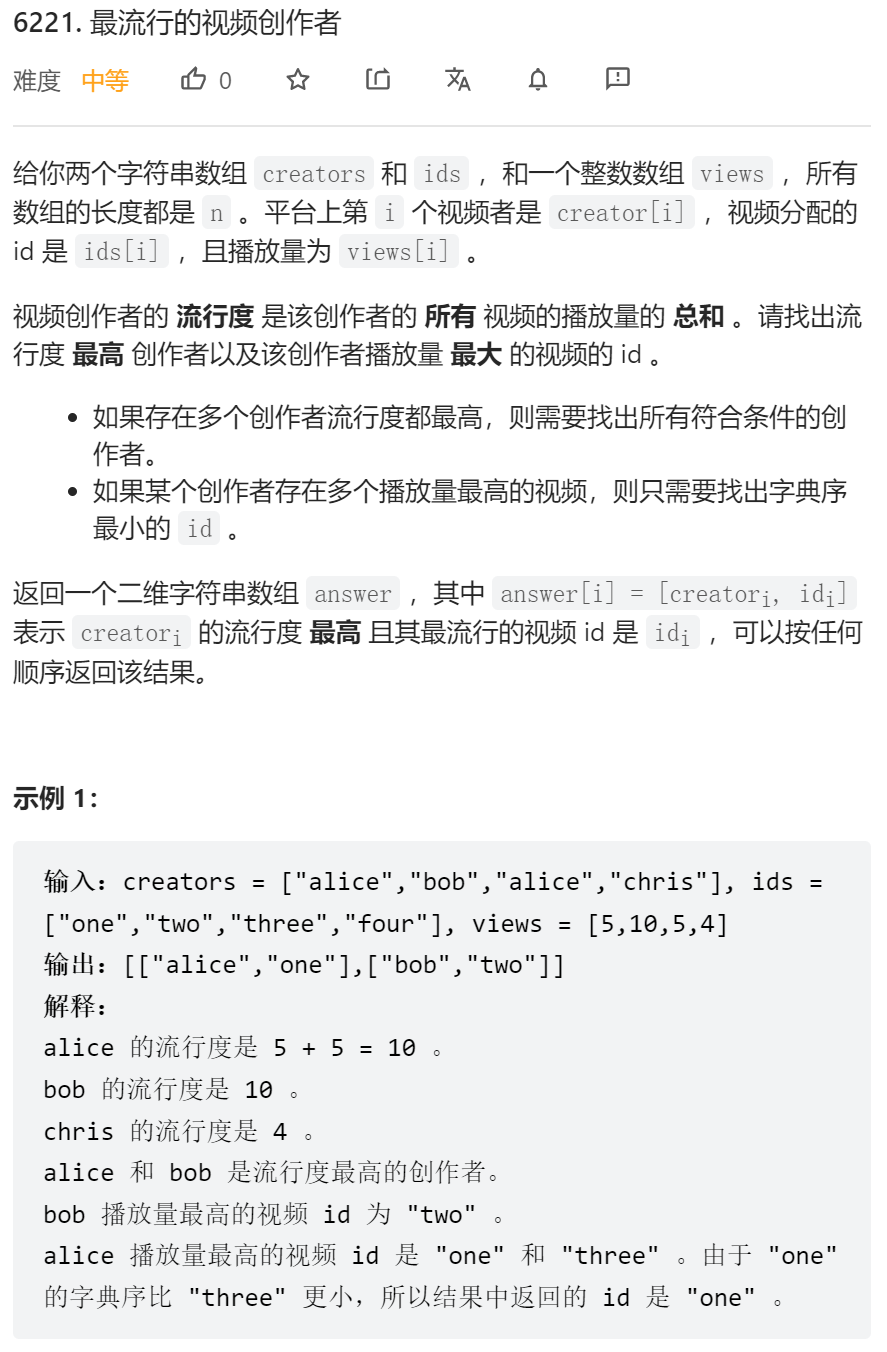 6221. 最流行的视频创作者
难度 中等 0
给你两个字符串数组 creators 和 ids ，和一个整数数组 views ，所有
数组的长度都是 n 。平台上第 i 个视频者是 creator[i] ，视频分配的
id 是 ids[i] ，且播放量为 views[i] 。
视频创作者的 流行度 是该创作者的 所有 视频的播放量的 总和 。请找出流
行度 最高 创作者以及该创作者播放量 最大 的视频的 id 。
• 如果存在多个创作者流行度都最高，则需要找出所有符合条件的创
作者。
• 如果某个创作者存在多个播放量最高的视频，则只需要找出字典序
最小的 id 。
返回一个二维字符串数组 answer ，其中 answer[i] = [creatorᵢ, idᵢ]
表示 creatorᵢ 的流行度 最高 且其最流行的视频 id 是 idᵢ ，可以按任何
顺序返回该结果。
示例 1：
输入：creators = ["alice","bob","alice","chris"], ids =
["one","two","three","four"], views = [5,10,5,4]
输出：[["alice","one"],["bob","two"]]
解释：
alice 的流行度是 5 + 5 = 10 。
bob 的流行度是 10 。
chris 的流行度是 4 。
alice 和 bob 是流行度最高的创作者。
bob 播放量最高的视频 id 为 "two" 。
alice 播放量最高的视频 id 是 "one" 和 "three" 。由于 "one"
的字典序比 "three" 更小，所以结果中返回的 id 是 "one" 。